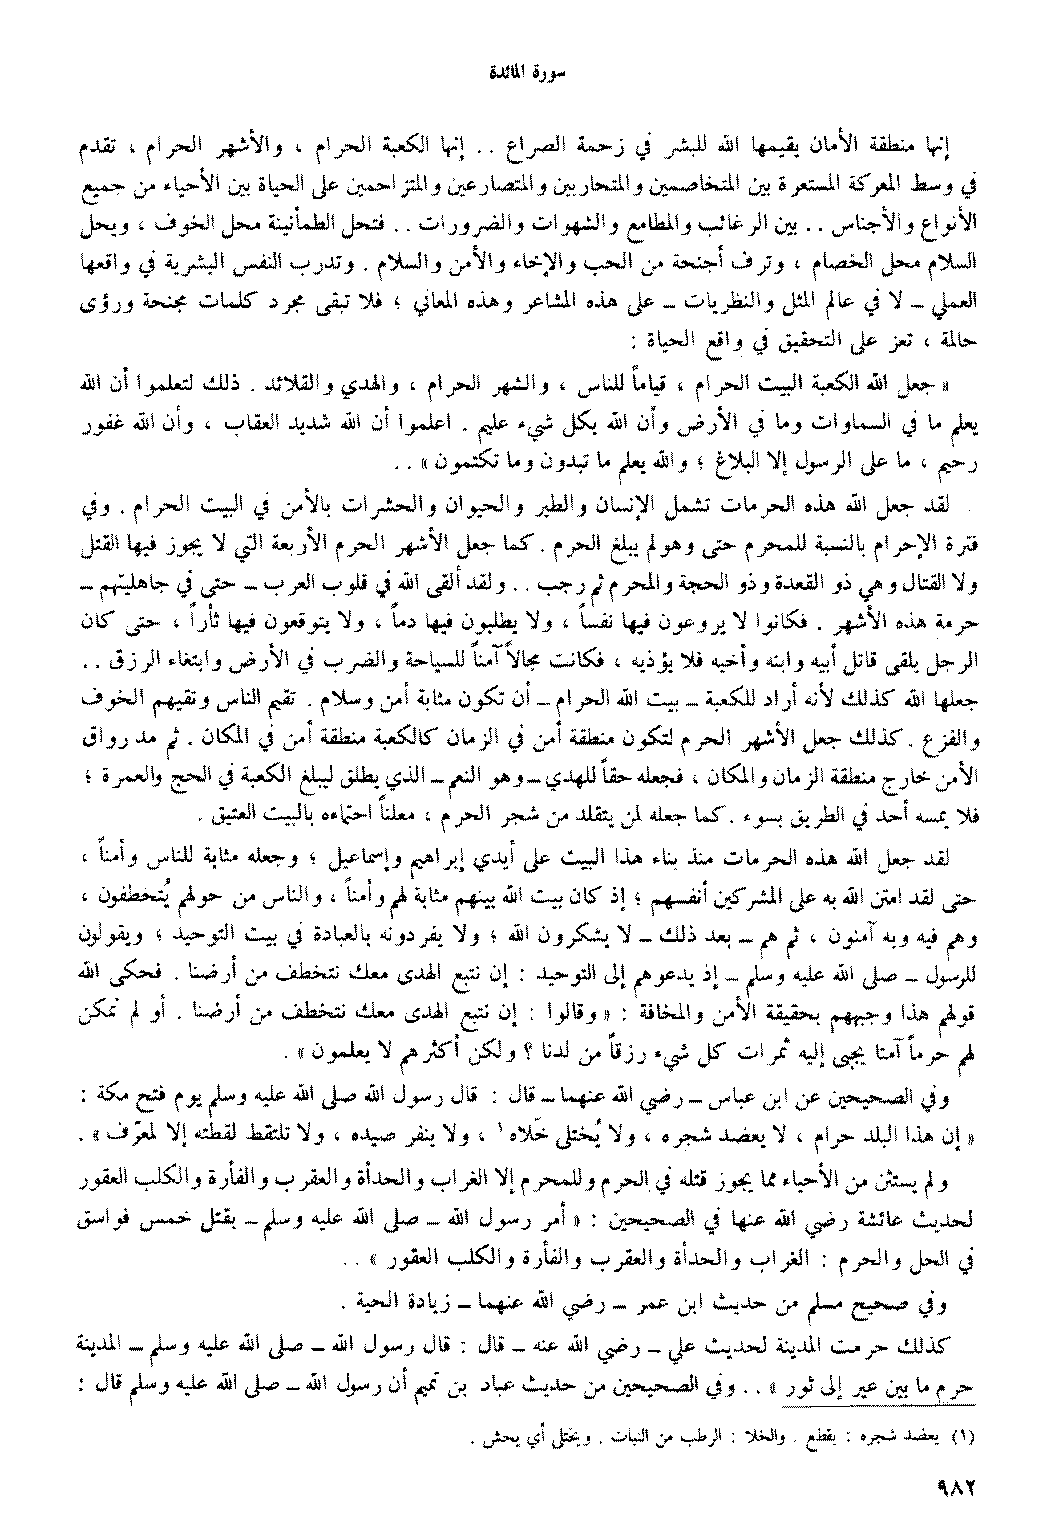 سورة المائدة
إنها منطقة الأمان يقيمها الله للبشر في زحمة الصراع .. إنها الكعبة الحرام ، والأشهر الحرام ، تقدم
في وسط المعركة المستعرة بين المتخاصمين والمتحاربين والمتصارعين والمتزاحمين على الحياة بين الأحياء من جميع
الأنواع والأجناس .. بين الرغائب والمطامع والشهوات والضرورات .. فتحل الطمأنينة محل الخوف ، ويحل
السلام محل الخصام ، وترف أجنحة من الحب والإخاء والأمن والسلام . وتدرب النفس البشرية في واقعها
العملي – لا في عالم المثل والنظريات – على هذه المشاعر وهذه المعاني ؛ فلا تبقى مجرد كلمات مجنحة ورؤى
حالمة ، تعز على التحقيق في واقع الحياة :
« جعل الله الكعبة البيت الحرام ، قياماً للناس ، والشهر الحرام ، والهدي والقلائد . ذلك لتعلموا أن الله
يعلم ما في السماوات وما في الأرض وأن الله بكل شيء عليم . اعلموا أن الله شديد العقاب ، وأن الله غفور
رحيم ، ما على الرسول إلا البلاغ ؛ والله يعلم ما تبدون وما تكتمون » ..
لقد جعل الله هذه الحرمات تشمل الإنسان والطير والحيوان والحشرات بالأمن في البيت الحرام . وفي
فترة الإحرام بالنسبة للمحرم حتى وهو لم يبلغ الحرم . كما جعل الأشهر الحرم الأربعة التي لا يجوز فيها القتل
ولا القتال وهي ذو القعدة وذو الحجة والمحرم ثم رجب .. ولقد ألقى الله في قلوب العرب – حتى في جاهليتهم –
حرمة هذه الأشهر . فكانوا لا يروعون فيها نفساً ، ولا يطلبون فيها دماً ، ولا يتوقعون فيها ثأراً ، حتى كان
الرجل يلقى قاتل أبيه وابنه وأخيه فلا يؤذيه ، فكانت مجالاً آمناً للسياحة والضرب في الأرض وابتغاء الرزق ..
جعلها الله كذلك لأنه أراد للكعبة – بيت الله الحرام – أن تكون مثابة أمن وسلام . تقيم الناس وتقيهم الخوف
والفزع . كذلك جعل الأشهر الحرم لتكون منطقة أمن في الزمان كالكعبة منطقة أمن في المكان . ثم مد رواق
الأمن خارج منطقة الزمان والمكان ، فجعله حقاً للهدي – وهو النعم – الذي يطلق ليبلغ الكعبة في الحج والعمرة ؛
فلا يمسه أحد في الطريق بسوء . كما جعله لمن يتقلد من شجر الحرم ، معلناً احتماءه بالبيت العتيق .
لقد جعل الله هذه الحرمات منذ بناء هذا البيت على أيدي إبراهيم وإسماعيل ؛ وجعله مثابة للناس وأمناً ،
حتى لقد امتن الله به على المشركين أنفسهم ؛ إذ كان بيت الله بينهم مثابة لهم وأمناً ، والناس من حولهم يُتخطفون ،
وهم فيه وبه آمنون ، ثم هم – بعد ذلك – لا يشكرون الله ؛ ولا يفردونه بالعبادة في بيت التوحيد ؛ ويقولون
للرسول – صلى الله عليه وسلم – إذ يدعوهم إلى التوحيد : إن نتبع الهدى معك نتخطف من أرضنا . فحكى الله
قولهم هذا وجبههم بحقيقة الأمن والمخافة : « وقالوا : إن نتبع الهدى معك نتخطف من أرضنا . أو لم نمكن
لهم حرماً آمنا يجبى إليه ثمرات كل شيء رزقاً من لدنا ؟ ولكن أكثرهم لا يعلمون » .
وفي الصحيحين عن ابن عباس – رضي الله عنهما – قال : قال رسول الله صلى الله عليه وسلم يوم فتح مكة :
« إن هذا البلد حرام ، لا يعضد شجره ، ولا يُختلى خَلاه ١ ، ولا ينفر صيده ، ولا تلتقط لقطته إلا لمعرّف » .
ولم يستثن من الأحياء مما يجوز قتله في الحرم وللمحرم إلا الغراب والحدأة والعقرب والفأرة والكلب العقور
لحديث عائشة رضي الله عنها في الصحيحين : « أمر رسول الله – صلى الله عليه وسلم – بقتل خمس فواسق
في الحل والحرم : الغراب والحدأة والعقرب والفأرة والكلب العقور » ..
وفي صحيح مسلم من حديث ابن عمر – رضي الله عنهما – زيادة الحية .
كذلك حرمت المدينة لحديث علي – رضي الله عنه – قال : قال رسول الله – صلى الله عليه وسلم – المدينة
حرم ما بين عير إلى ثور » .. وفي الصحيحين من حديث عباد بن تميم أن رسول الله – صلى الله عليه وسلم قال :
(١) يعضد شجره : يقطع . والخلا : الرطب من النبات . ويختلى أي يحش .
٩٨٢